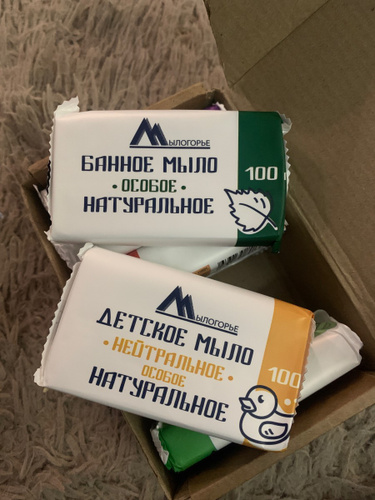 Мылогорье
БАННОЕ МЫЛО
• ОСОБОЕ •
НАТУРАЛЬНОЕ
100
Мылогорье
ДЕТСКОЕ МЫЛО
• НЕЙТРАЛЬНОЕ •
ОСОБОЕ
НАТУРАЛЬНОЕ
100